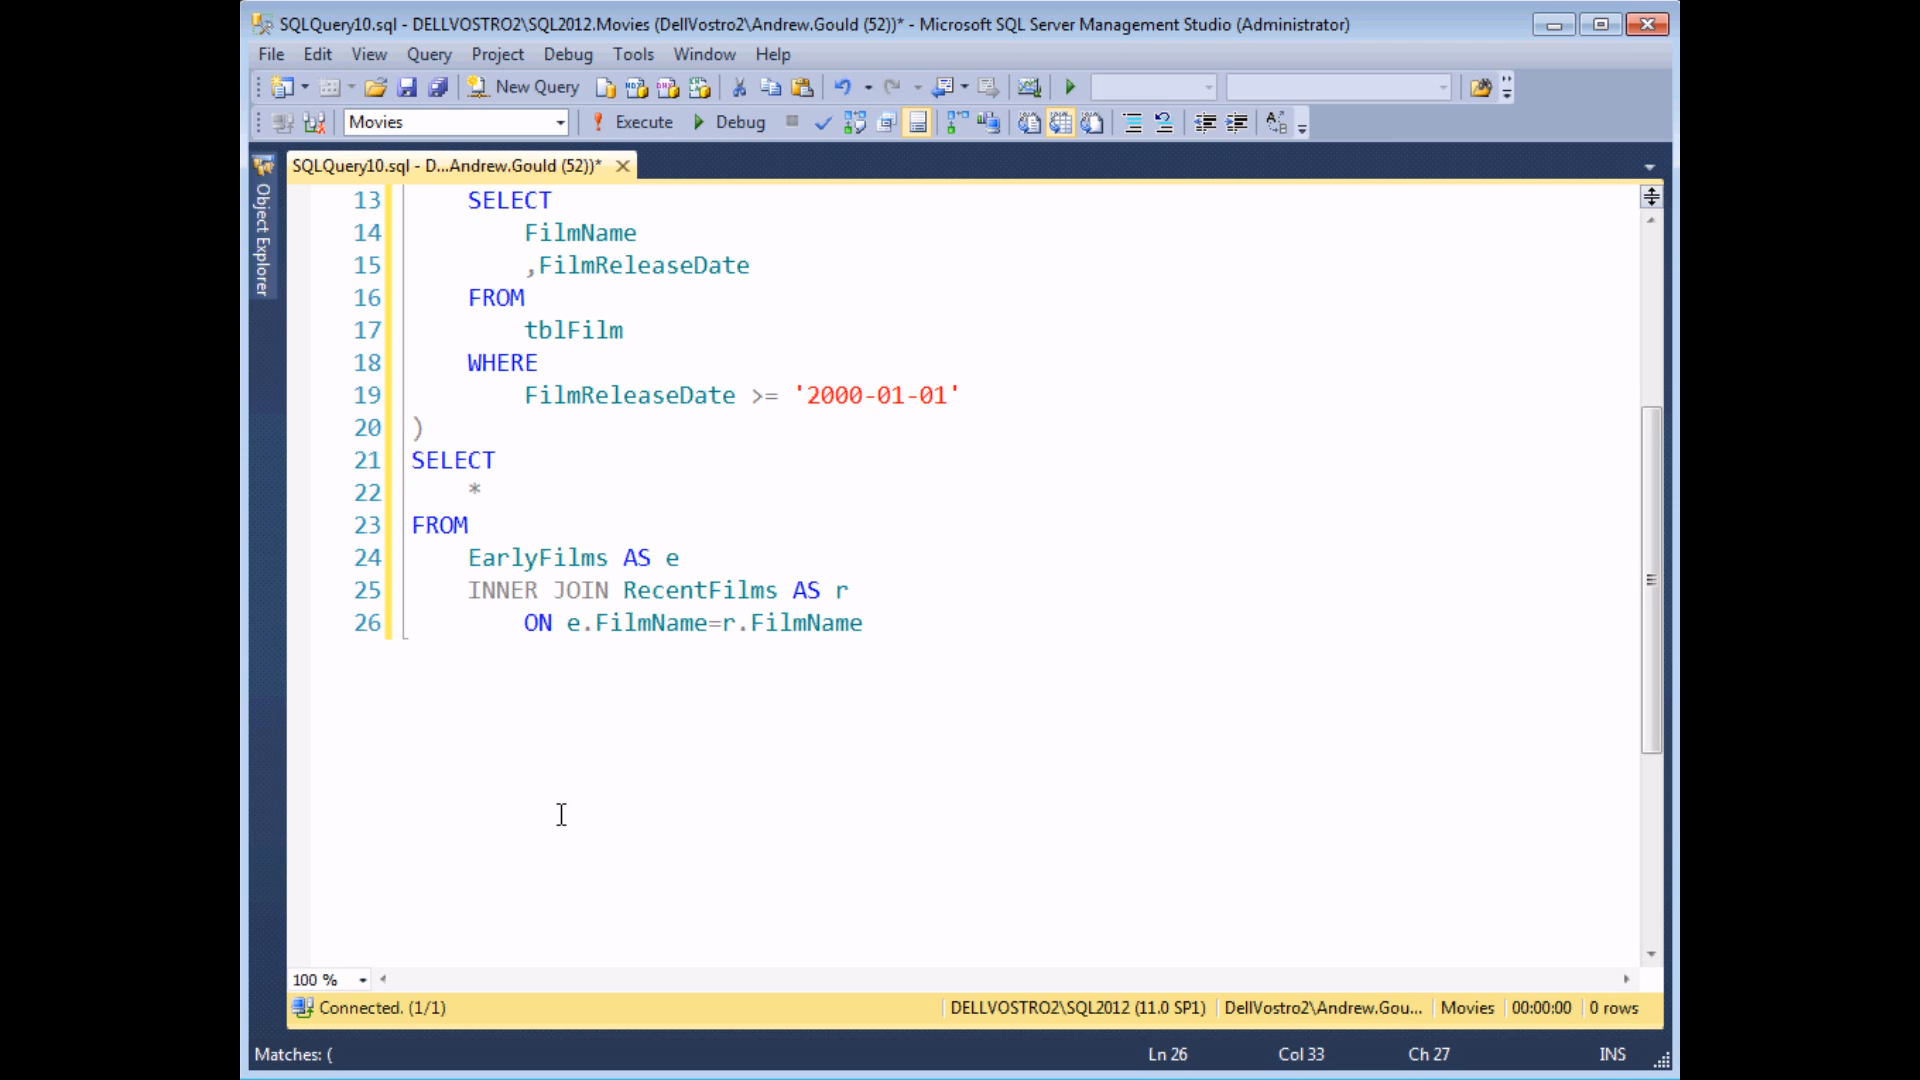 SQLQuery10.sql - DELLVOSTRO2\SQL2012.Movies (DellVostro2\Andrew.Gould (52))* - Microsoft SQL Server Management Studio (Administrator)
File Edit View Query Project Debug Tools Window Help
New Query
Movies Execute Debug
SQLQuery10.sql - D...Andrew.Gould (52))*
Object Explorer
13 SELECT
14 FilmName
15 ,FilmReleaseDate
16 FROM
17 tblFilm
18 WHERE
19 FilmReleaseDate >= '2000-01-01'
20 )
21 SELECT
22 *
23 FROM
24 EarlyFilms AS e
25 INNER JOIN RecentFilms AS r
26 ON e.FilmName=r.FilmName
100 %
Connected. (1/1) DELLVOSTRO2\SQL2012 (11.0 SP1) DellVostro2\Andrew.Gou... Movies 00:00:00 0 rows
Matches: ( Ln 26 Col 33 Ch 27 INS